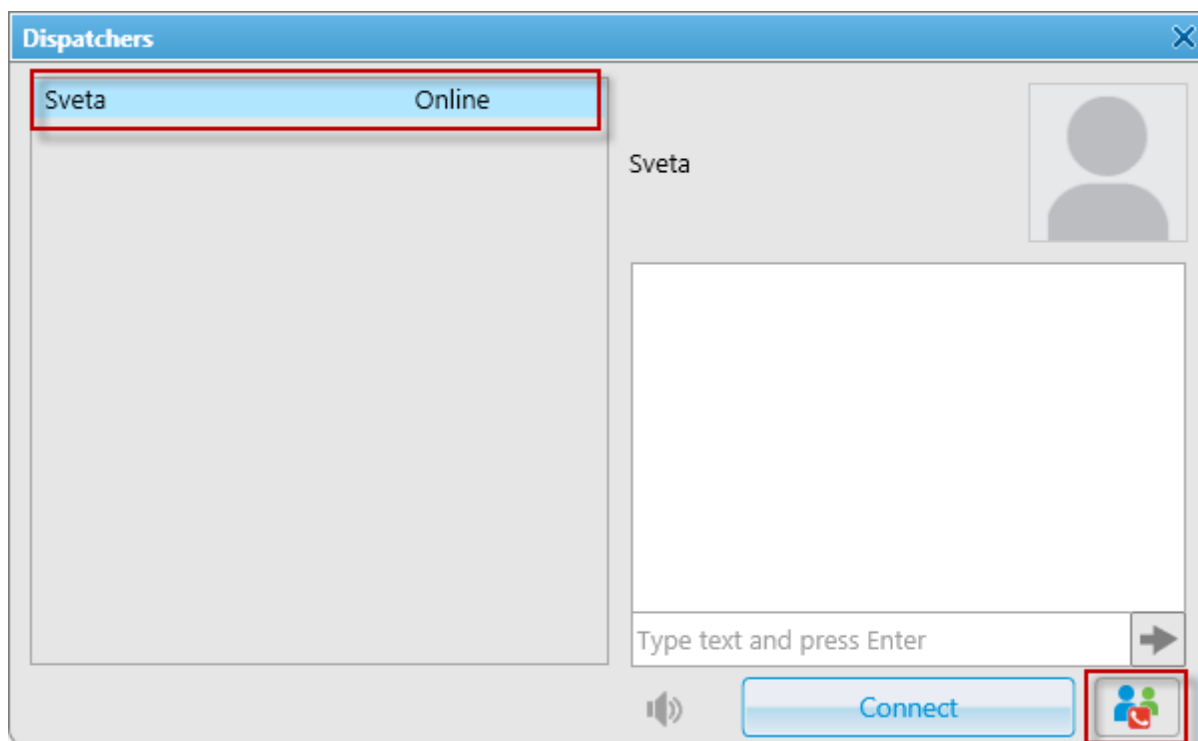 Dispatchers
Sveta Online
Sveta
Type text and press Enter
Connect